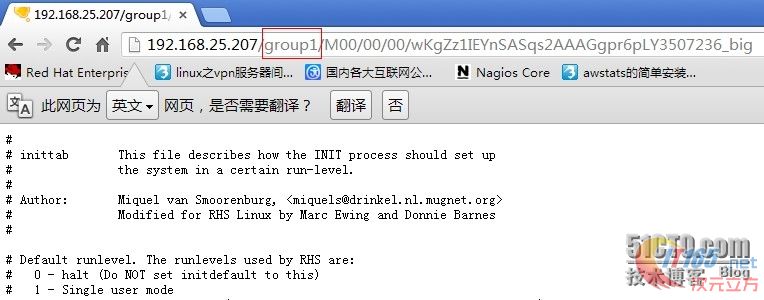 192.168.25.207/group1/
192.168.25.207/group1/M00/00/00/wKgZz1IEYnSASqs2AAAGgpr6pLY3507236_big
Red Hat Enterpris
linux之vpn服务器间...
国内各大互联网公...
Nagios Core
awstats的简单安装...
此网页为 英文 网页，是否需要翻译？ 翻译 否
#
# inittab This file describes how the INIT process should set up
# the system in a certain run-level.
#
# Author: Miquel van Smoorenburg, <miquels@drinkel.nl.mugnet.org>
# Modified for RHS Linux by Marc Ewing and Donnie Barnes
#
# Default runlevel. The runlevels used by RHS are:
# 0 - halt (Do NOT set initdefault to this)
# 1 - Single user mode
51CTO.com
技术博客 Blog
IT165.net
次元立方